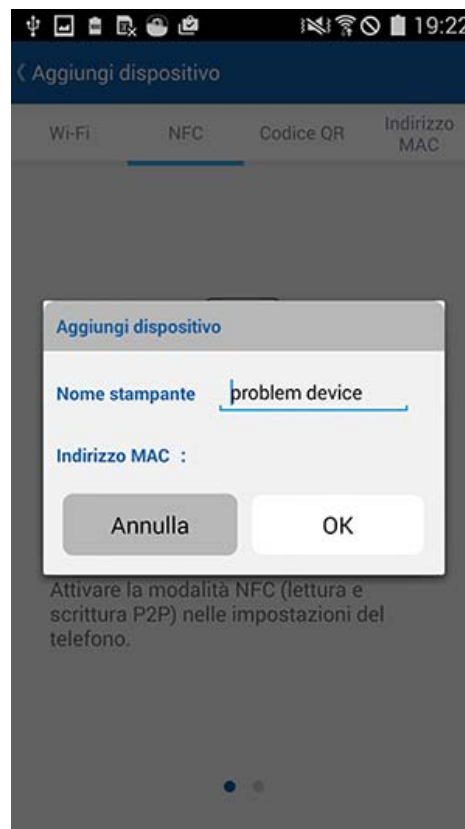 19:22
Aggiungi dispositivo
Wi-Fi
NFC
Codice QR
Indirizzo
MAC
Aggiungi dispositivo
Nome stampante
problem device
Indirizzo MAC :
Annulla
OK
Attivare la modalità NFC (lettura e
scrittura P2P) nelle impostazioni del
telefono.